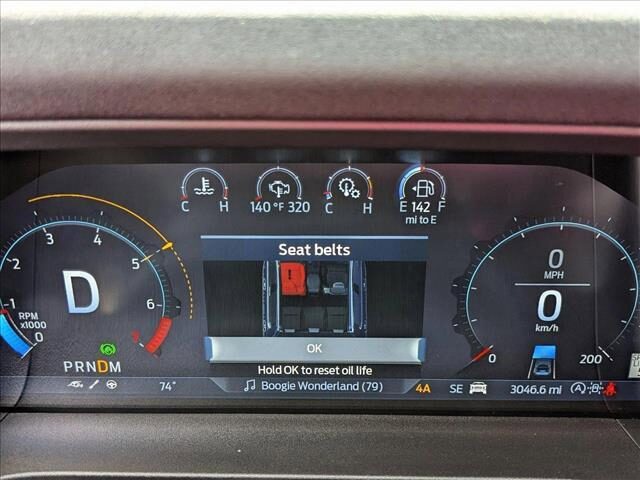 C H
140 °F 320
C H
E 142 F
mi to E
Seat belts
OK
Hold OK to reset oil life
Boogie Wonderland (79)
1 2 3 4 5 6
0
D
RPM
x1000
PRNDM
74°
4A
SE
3046.6 mi
0
MPH
0
km/h
0 200